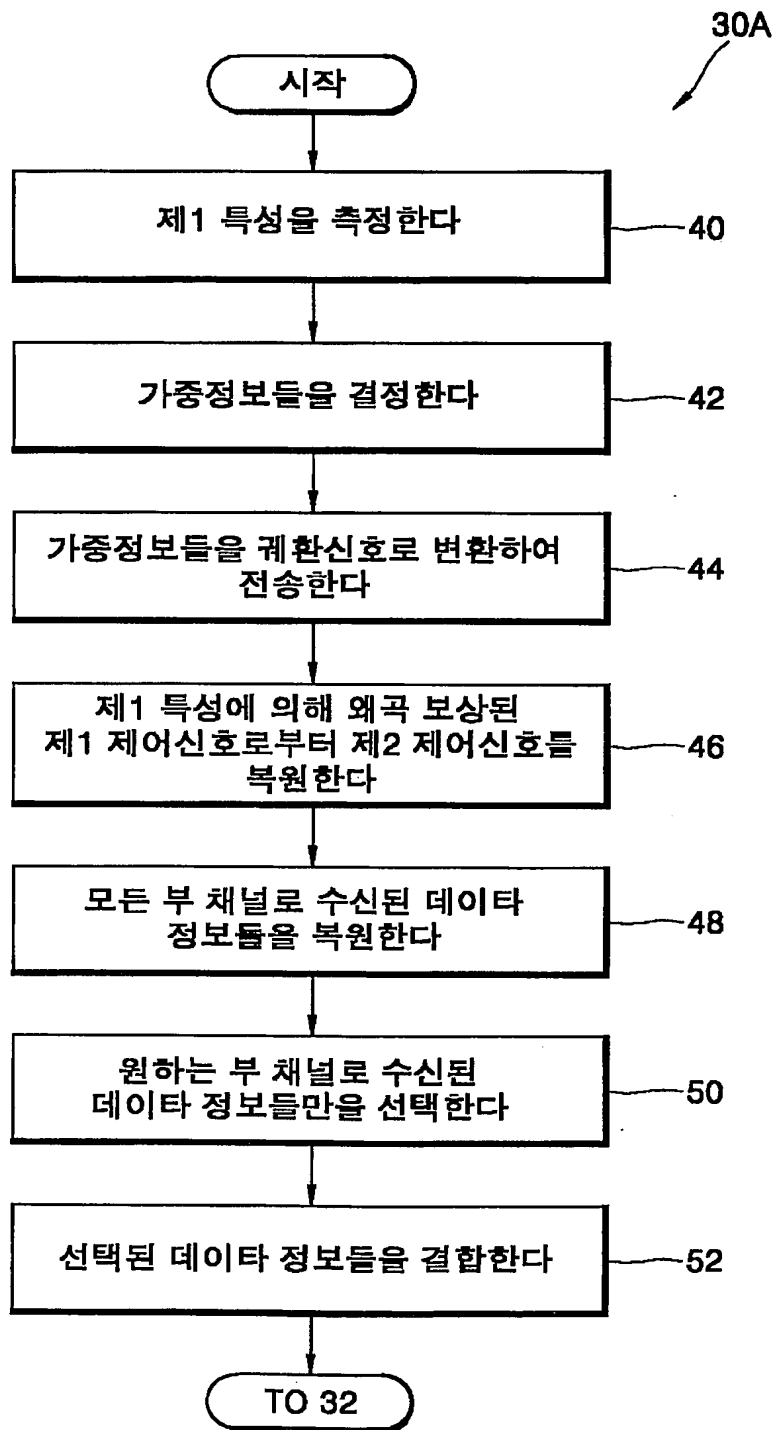 30A
시작
제1 특성을 측정한다
40
가중정보들을 결정한다
42
가중정보들을 궤환신호로 변환하여
전송한다
44
제1 특성에 의해 왜곡 보상된
제1 제어신호로부터 제2 제어신호를
복원한다
46
모든 부 채널로 수신된 데이타
정보들을 복원한다
48
원하는 부 채널로 수신된
데이타 정보들만을 선택한다
50
선택된 데이타 정보들을 결합한다
52
TO 32